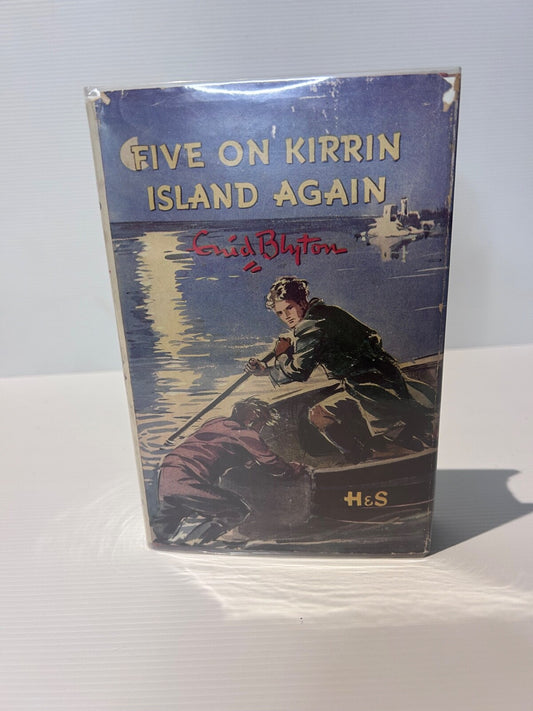 FIVE ON KIRRIN
ISLAND AGAIN
Enid Blyton
H & S